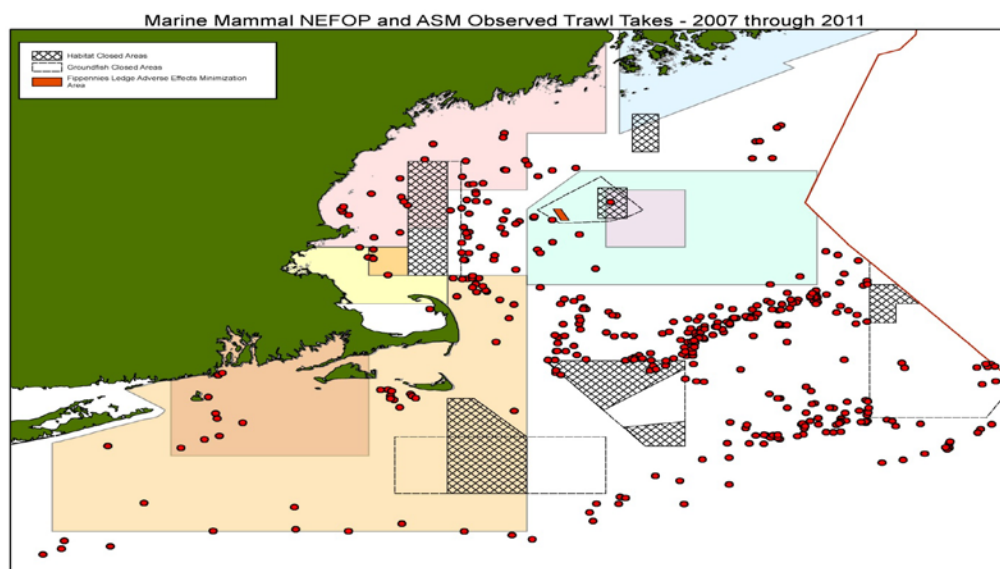 Marine Mammal NEFOP and ASM Observed Trawl Takes - 2007 through 2011
Habitat Closed Areas
Groundfish Closed Areas
Fippennies Ledge Adverse Effects Minimization
Area